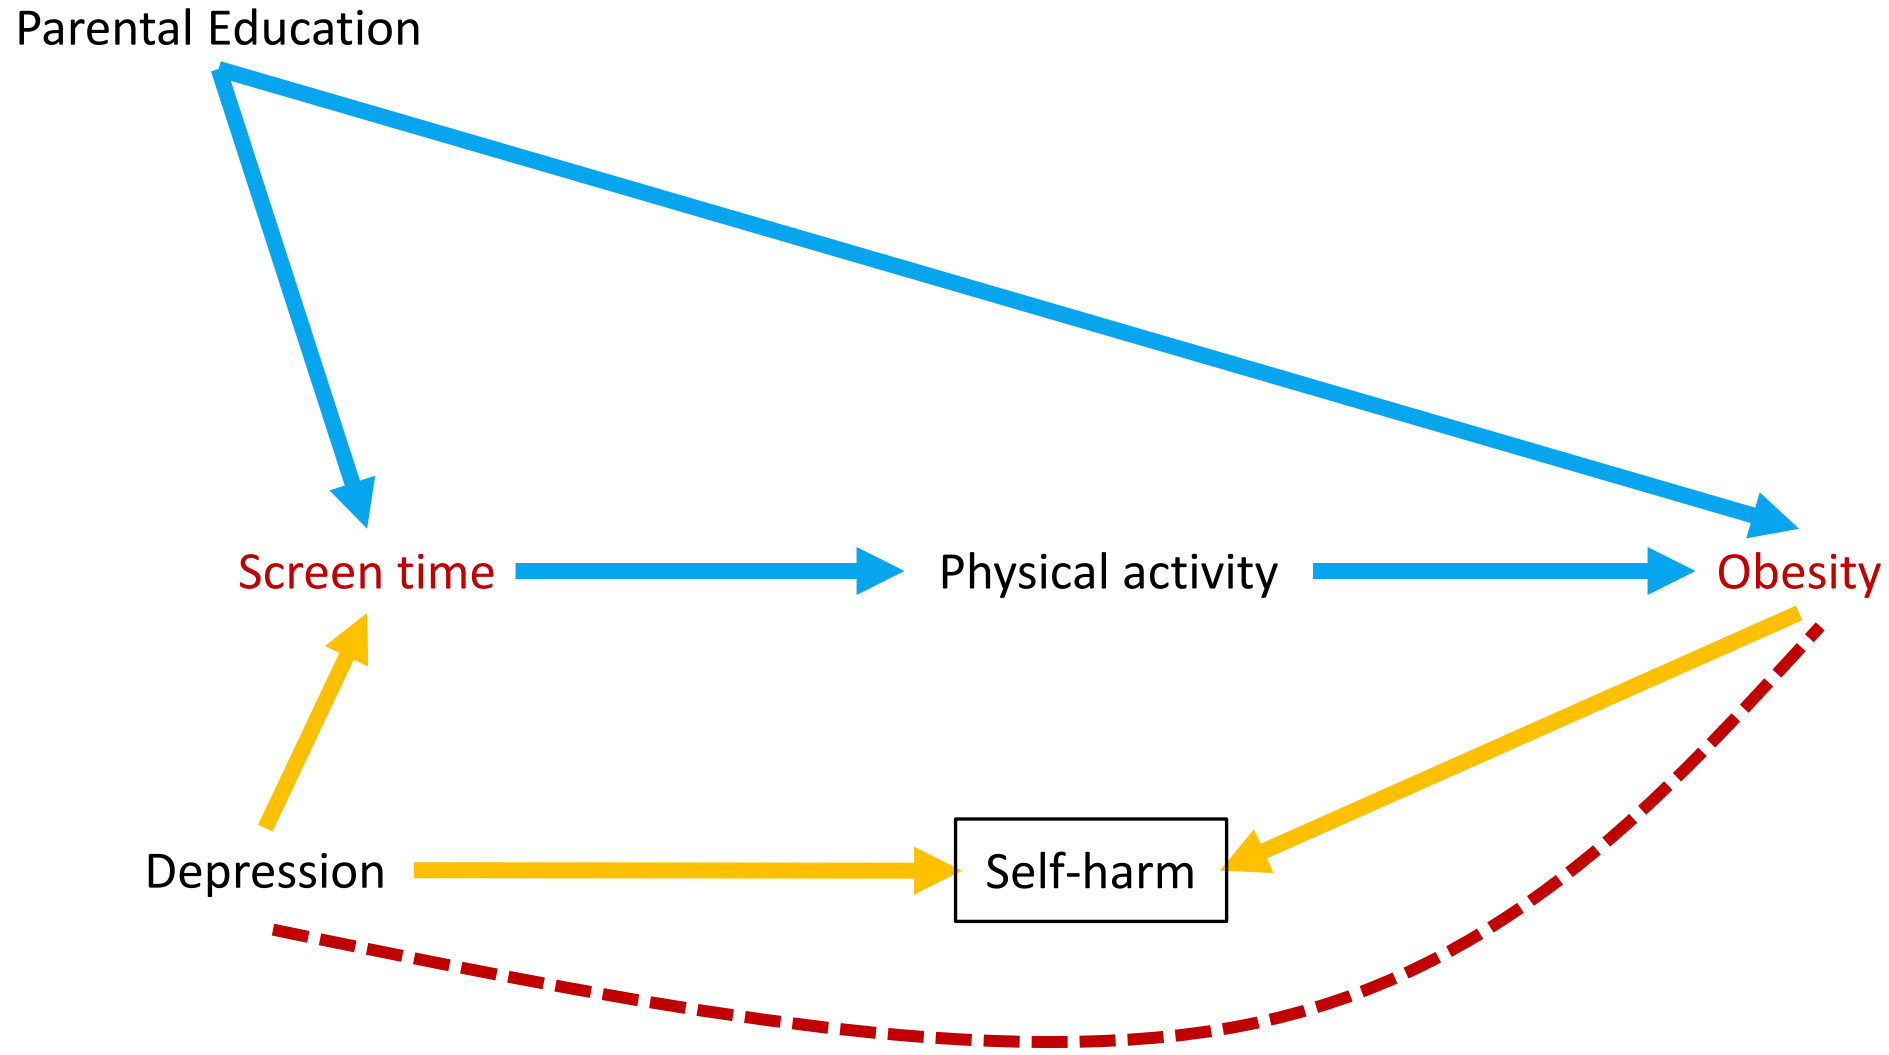 Parental Education
Screen time
Physical activity
Obesity
Depression
Self-harm